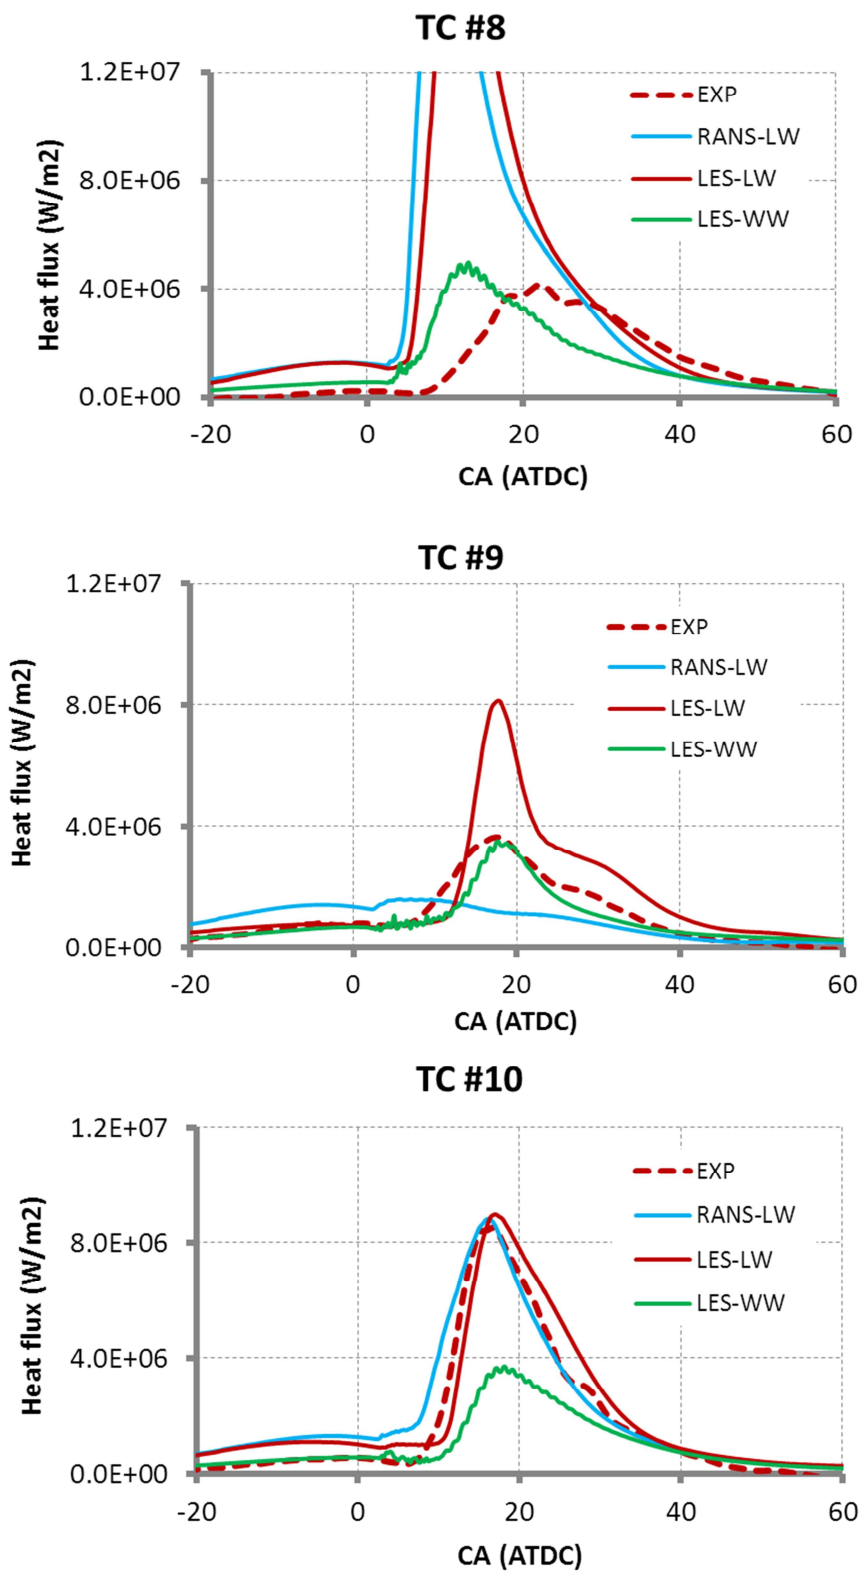 TC #8
1.2E+07
8.0E+06
4.0E+06
0.0E+00
Heat flux (W/m2)
EXP
RANS-LW
LES-LW
LES-WW
-20 0 20 40 60
CA (ATDC)
TC #9
1.2E+07
8.0E+06
4.0E+06
0.0E+00
Heat flux (W/m2)
EXP
RANS-LW
LES-LW
LES-WW
-20 0 20 40 60
CA (ATDC)
TC #10
1.2E+07
8.0E+06
4.0E+06
0.0E+00
Heat flux (W/m2)
EXP
RANS-LW
LES-LW
LES-WW
-20 0 20 40 60
CA (ATDC)